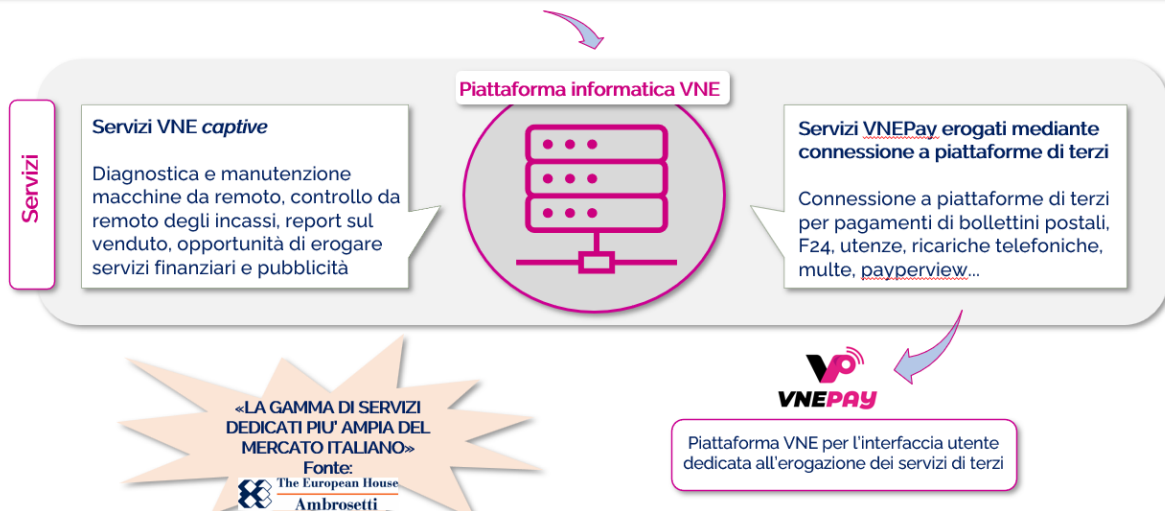 Piattaforma informatica VNE
Servizi
Servizi VNE captive
Diagnostica e manutenzione
macchine da remoto, controllo da
remoto degli incassi, report sul
venduto, opportunità di erogare
servizi finanziari e pubblicità
Servizi VNEPay erogati mediante
connessione a piattaforme di terzi
Connessione a piattaforme di terzi
per pagamenti di bollettini postali,
F24, utenze, ricariche telefoniche,
multe, payperview...
«LA GAMMA DI SERVIZI
DEDICATI PIU' AMPIA DEL
MERCATO ITALIANO»
Fonte:
The European House
Ambrosetti
VP
VNEPAY
Piattaforma VNE per l'interfaccia utente
dedicata all'erogazione dei servizi di terzi